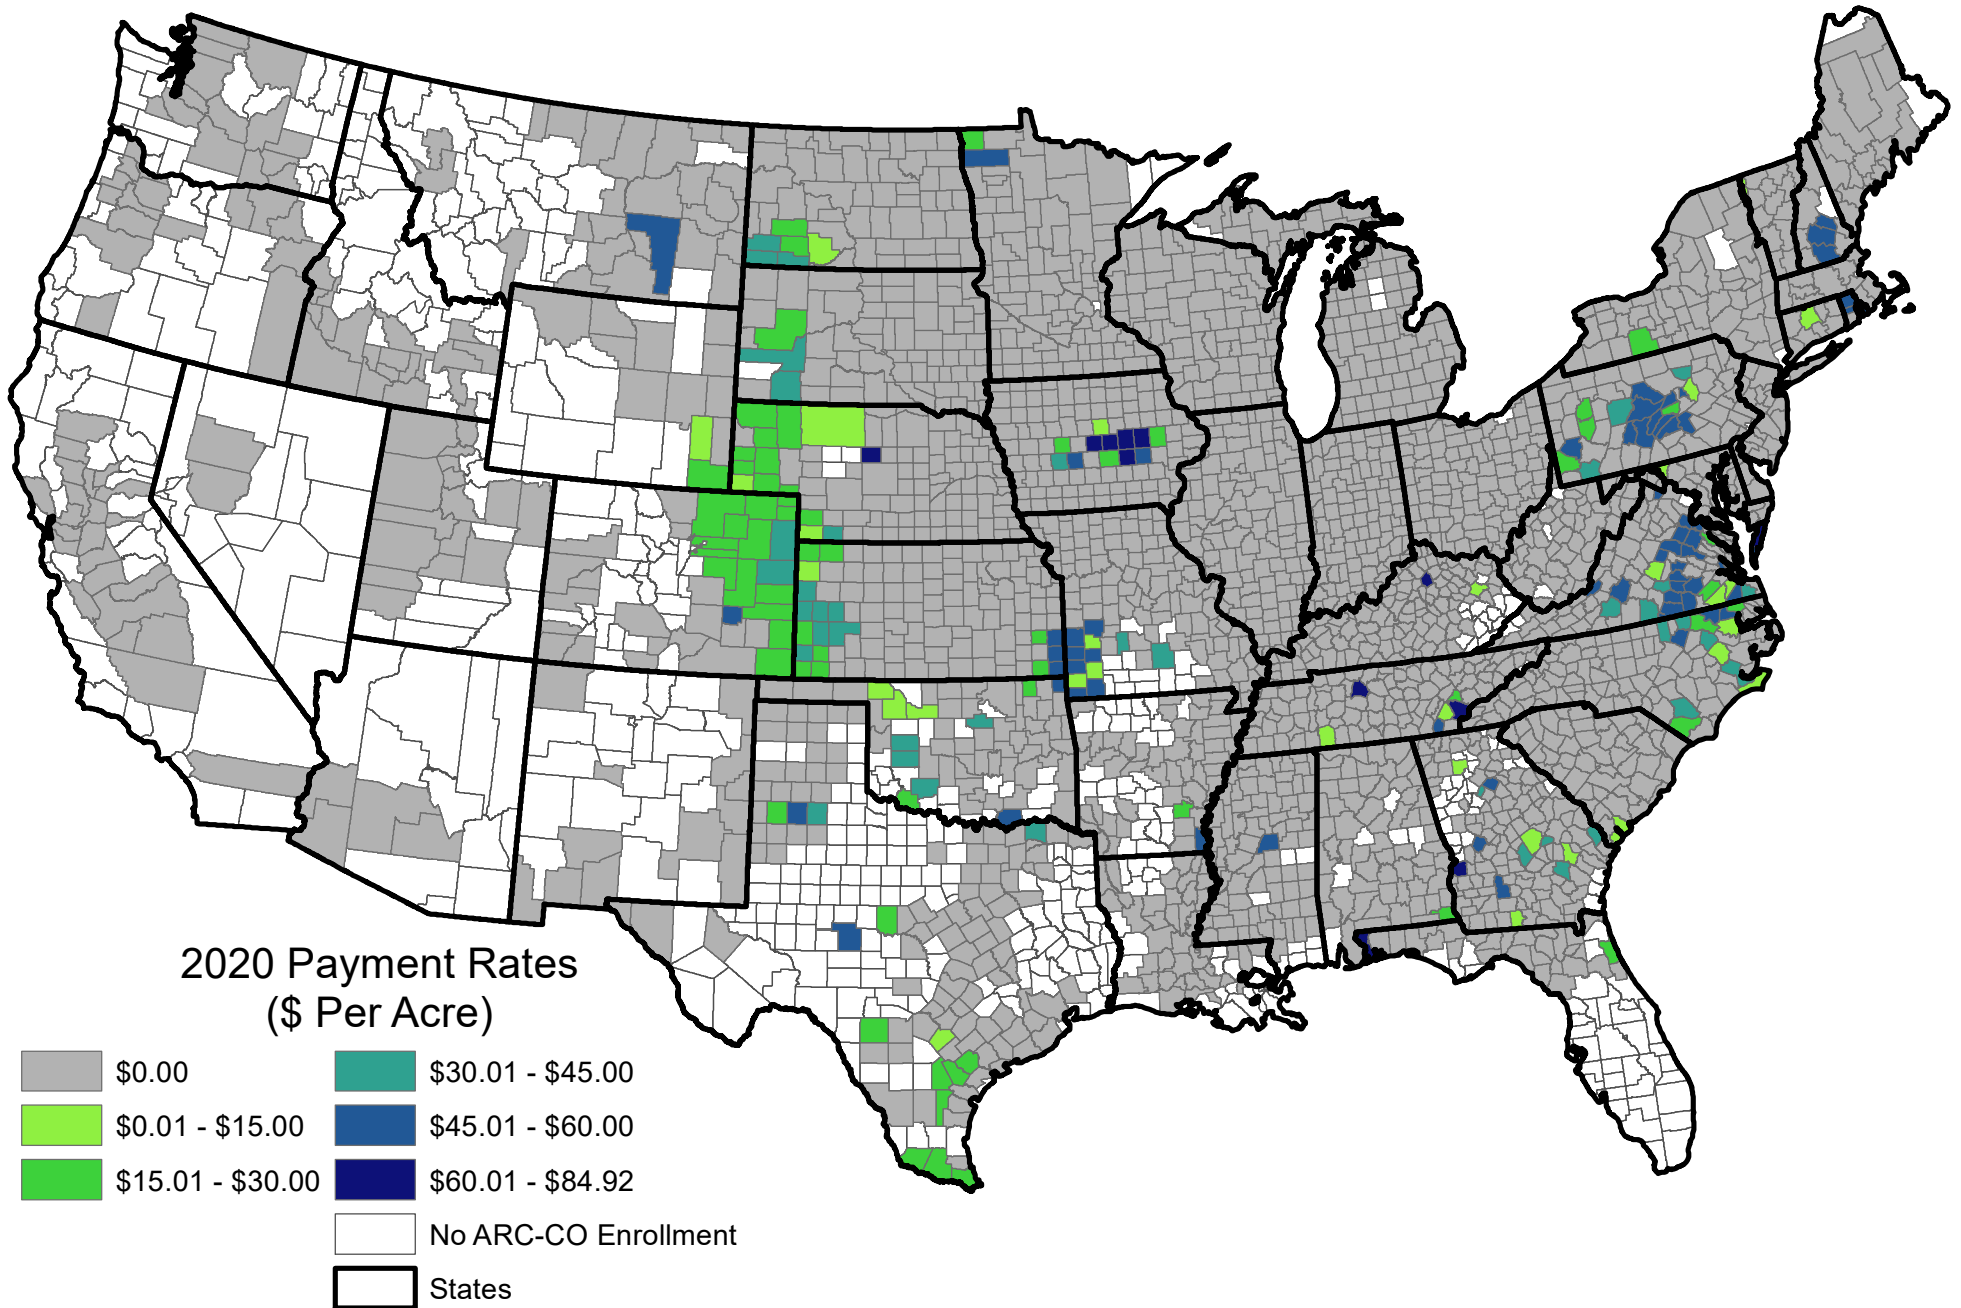 2020 Payment Rates
($ Per Acre)
$0.00
$0.01 - $15.00
$15.01 - $30.00
$30.01 - $45.00
$45.01 - $60.00
$60.01 - $84.92
No ARC-CO Enrollment
States